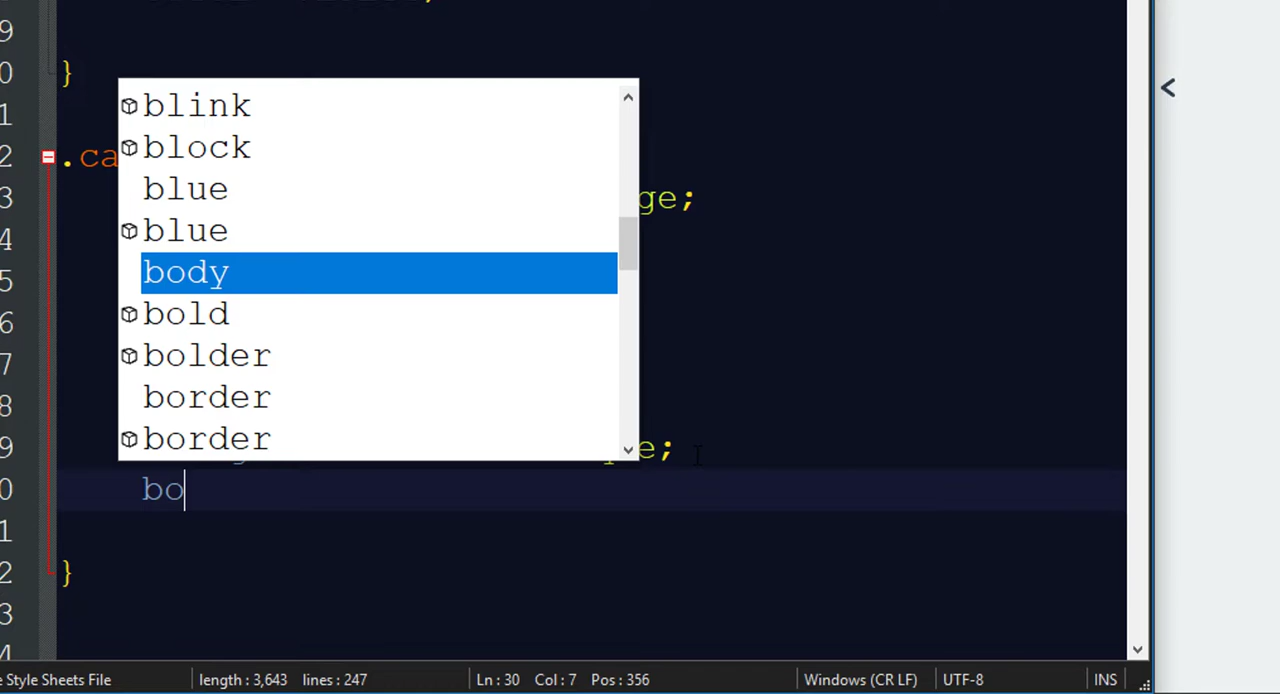 9
0 }
1
blink
block
2 .ca
blue
3 ge;
blue
4
body
5
bold
6
bolder
7
border
8
border
9 e;
0 bo
1
2 }
3
e Style Sheets File length : 3,643 lines : 247 Ln : 30 Col : 7 Pos : 356 Windows (CR LF) UTF-8 INS